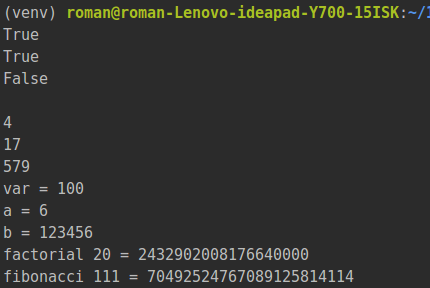 (venv) roman@roman-Lenovo-ideapad-Y700-15ISK:~/
True
True
False
4
17
579
var = 100
a = 6
b = 123456
factorial 20 = 2432902008176640000
fibonacci 111 = 70492524767089125814114